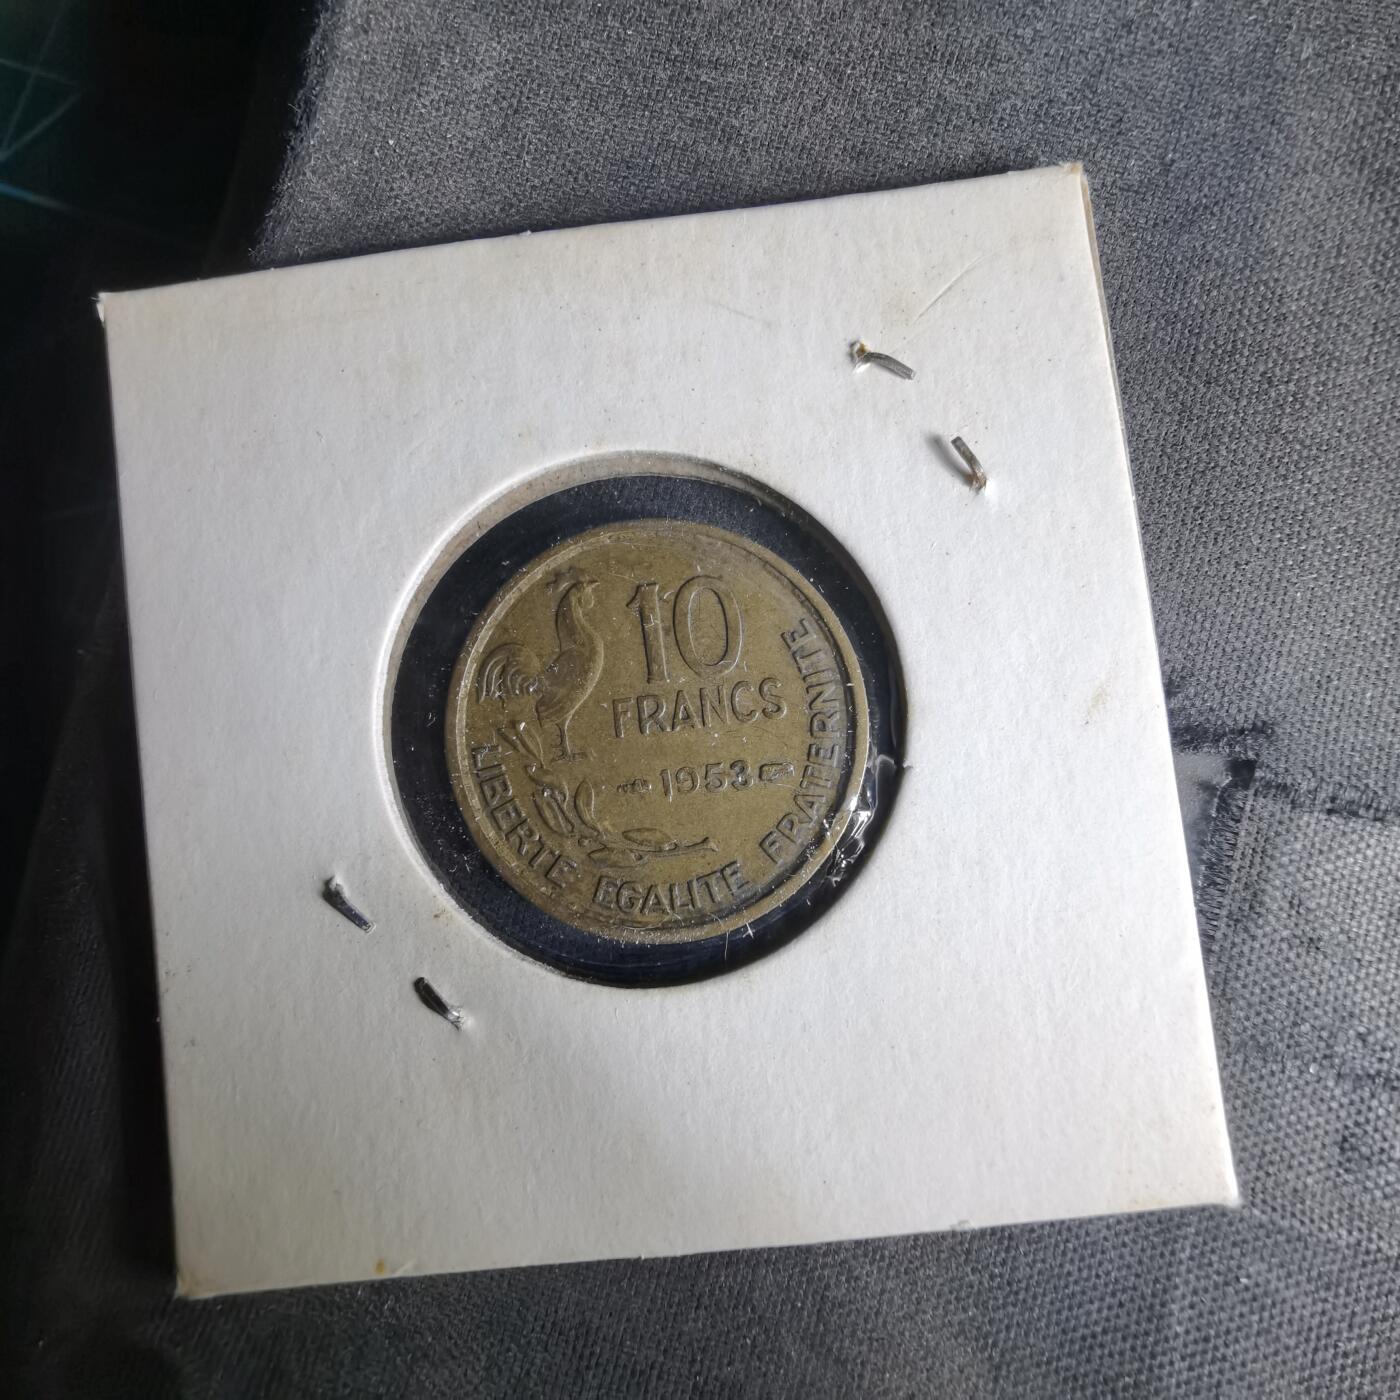 10
FRANCS
1953
LIBERTE EGALITE FRATERNITE